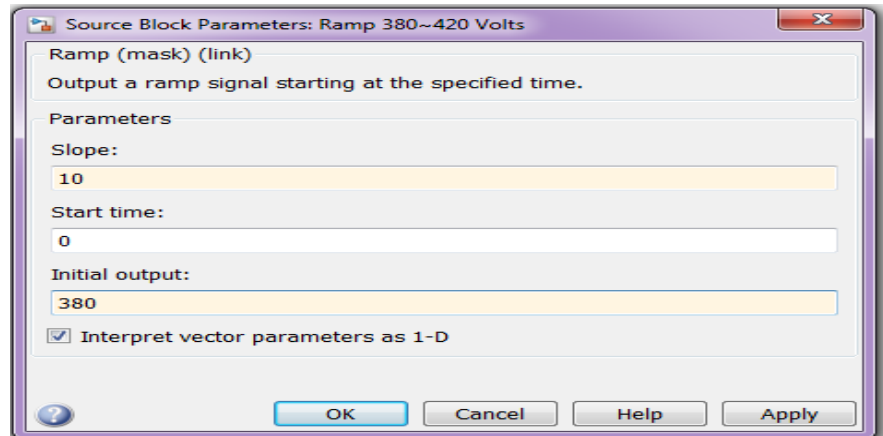 Source Block Parameters: Ramp 380~420 Volts
Ramp (mask) (link)
Output a ramp signal starting at the specified time.
Parameters
Slope:
10
Start time:
0
Initial output:
380
Interpret vector parameters as 1-D
OK Cancel Help Apply